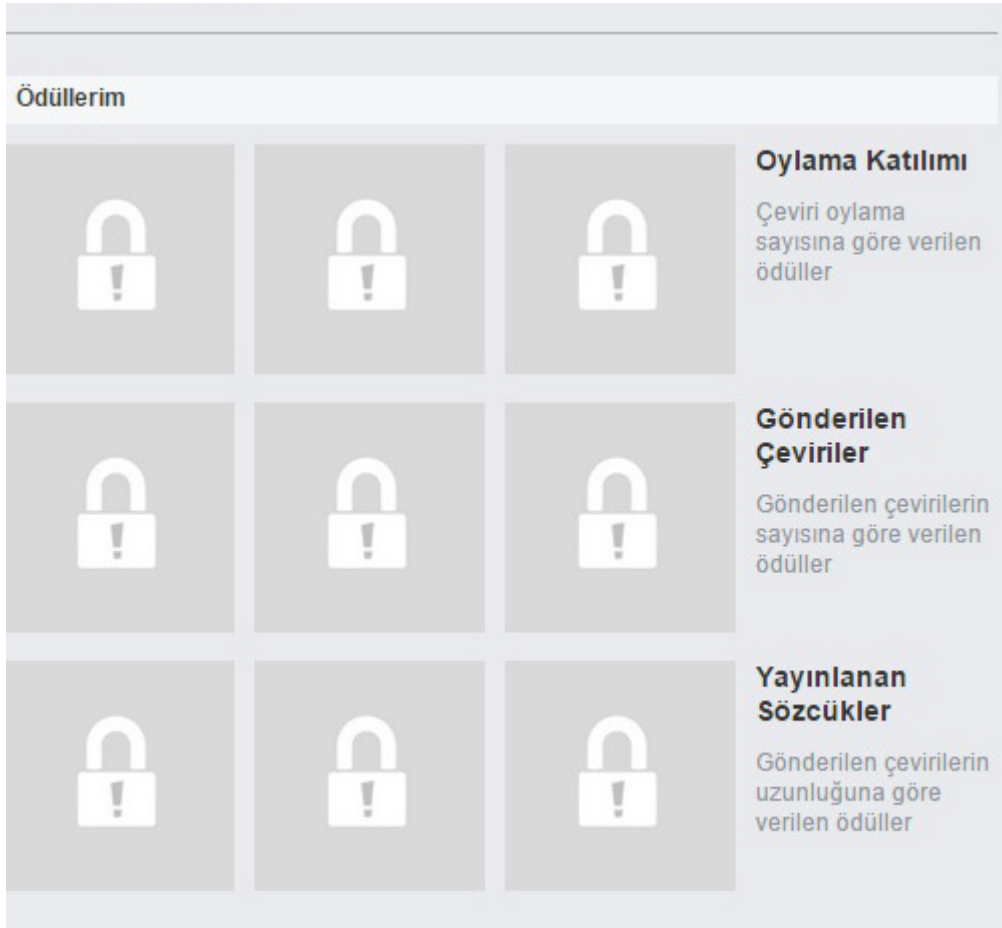 Ödüllerim
Oylama Katılımı
Çeviri oylama
sayısına göre verilen
ödüller
Gönderilen
Çeviriler
Gönderilen çevirilerin
sayısına göre verilen
ödüller
Yayınlanan
Sözcükler
Gönderilen çevirilerin
uzunluğuna göre
verilen ödüller